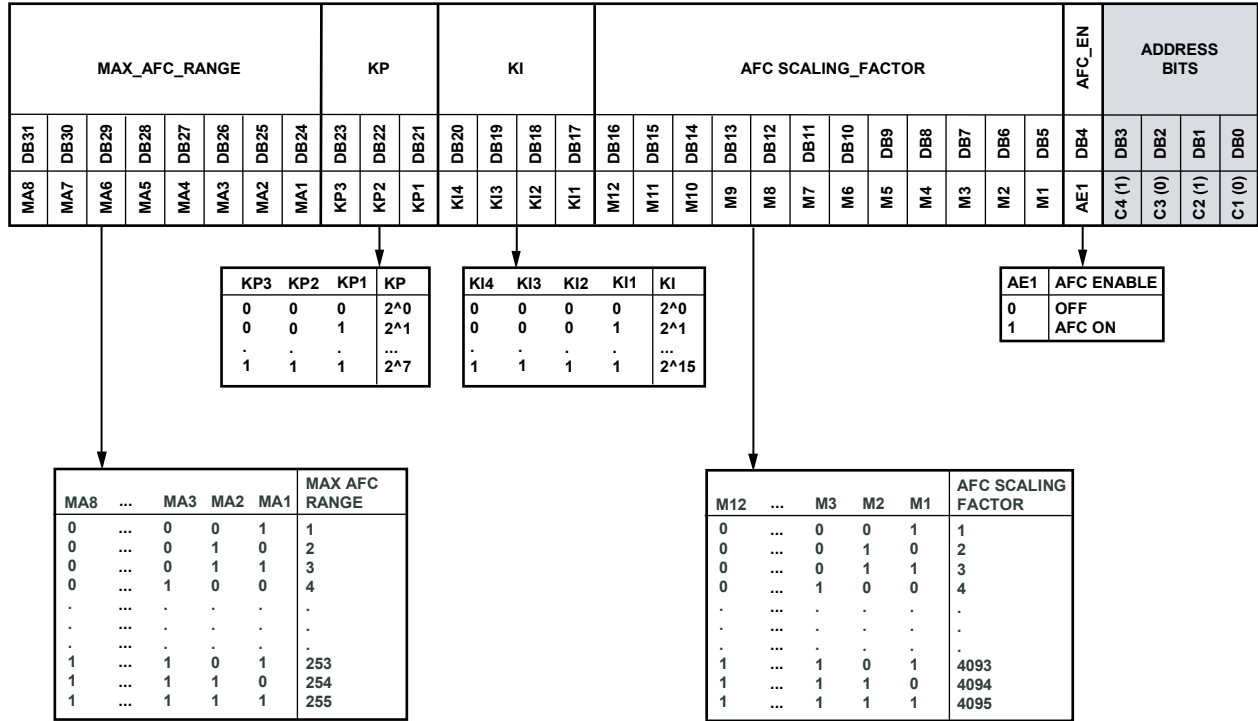 MAX_AFC_RANGE KP KI AFC SCALING_FACTOR AFC_EN ADDRESS
BITS
DB31 DB30 DB29 DB28 DB27 DB26 DB25 DB24 DB23 DB22 DB21 DB20 DB19 DB18 DB17 DB16 DB15 DB14 DB13 DB12 DB11 DB10 DB9 DB8 DB7 DB6 DB5 DB4 DB3 DB2 DB1 DB0
MA8 MA7 MA6 MA5 MA4 MA3 MA2 MA1 KP3 KP2 KP1 KI4 KI3 KI2 KI1 M12 M11 M10 M9 M8 M7 M6 M5 M4 M3 M2 M1 AE1 C4 (1) C3 (0) C2 (1) C1 (0)
KP3 KP2 KP1 KP
0 0 0 2^0
0 0 1 2^1
. . . ...
1 1 1 2^7
KI4 KI3 KI2 KI1 KI
0 0 0 0 2^0
0 0 0 1 2^1
. . . . ...
1 1 1 1 2^15
AE1 AFC ENABLE
0 OFF
1 AFC ON
MA8 ... MA3 MA2 MA1 MAX AFC
RANGE
0 ... 0 0 1 1
0 ... 0 1 0 2
0 ... 0 1 1 3
0 ... 1 0 0 4
. ... . . . .
. ... . . . .
. ... . . . .
1 ... 1 0 1 253
1 ... 1 1 0 254
1 ... 1 1 1 255
M12 ... M3 M2 M1 AFC SCALING
FACTOR
0 ... 0 0 1 1
0 ... 0 1 0 2
0 ... 0 1 1 3
0 ... 1 0 0 4
. ... . . . .
. ... . . . .
. ... . . . .
1 ... 1 0 1 4093
1 ... 1 1 0 4094
1 ... 1 1 1 4095